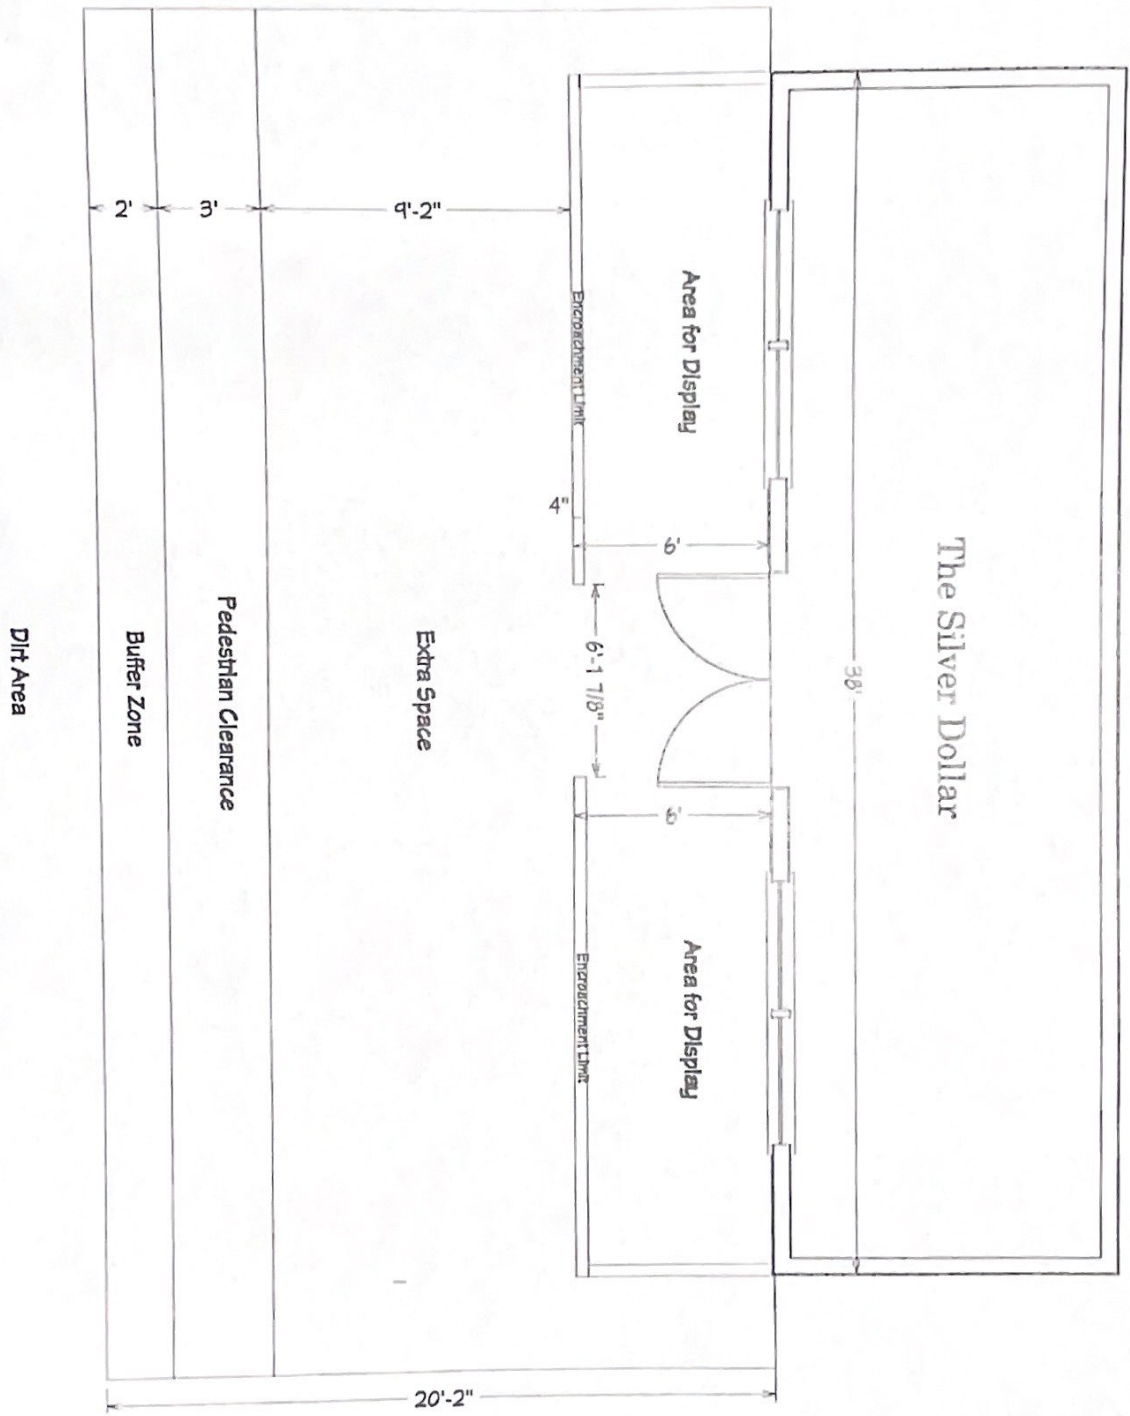 The Silver Dollar
38'
Area for Display
Area for Display
6'
6'
6'-1 7/8"
4"
Encroachment Limit
Encroachment Limit
9'-2"
3'
2'
Extra Space
Pedestrian Clearance
Buffer Zone
Dirt Area
20'-2"